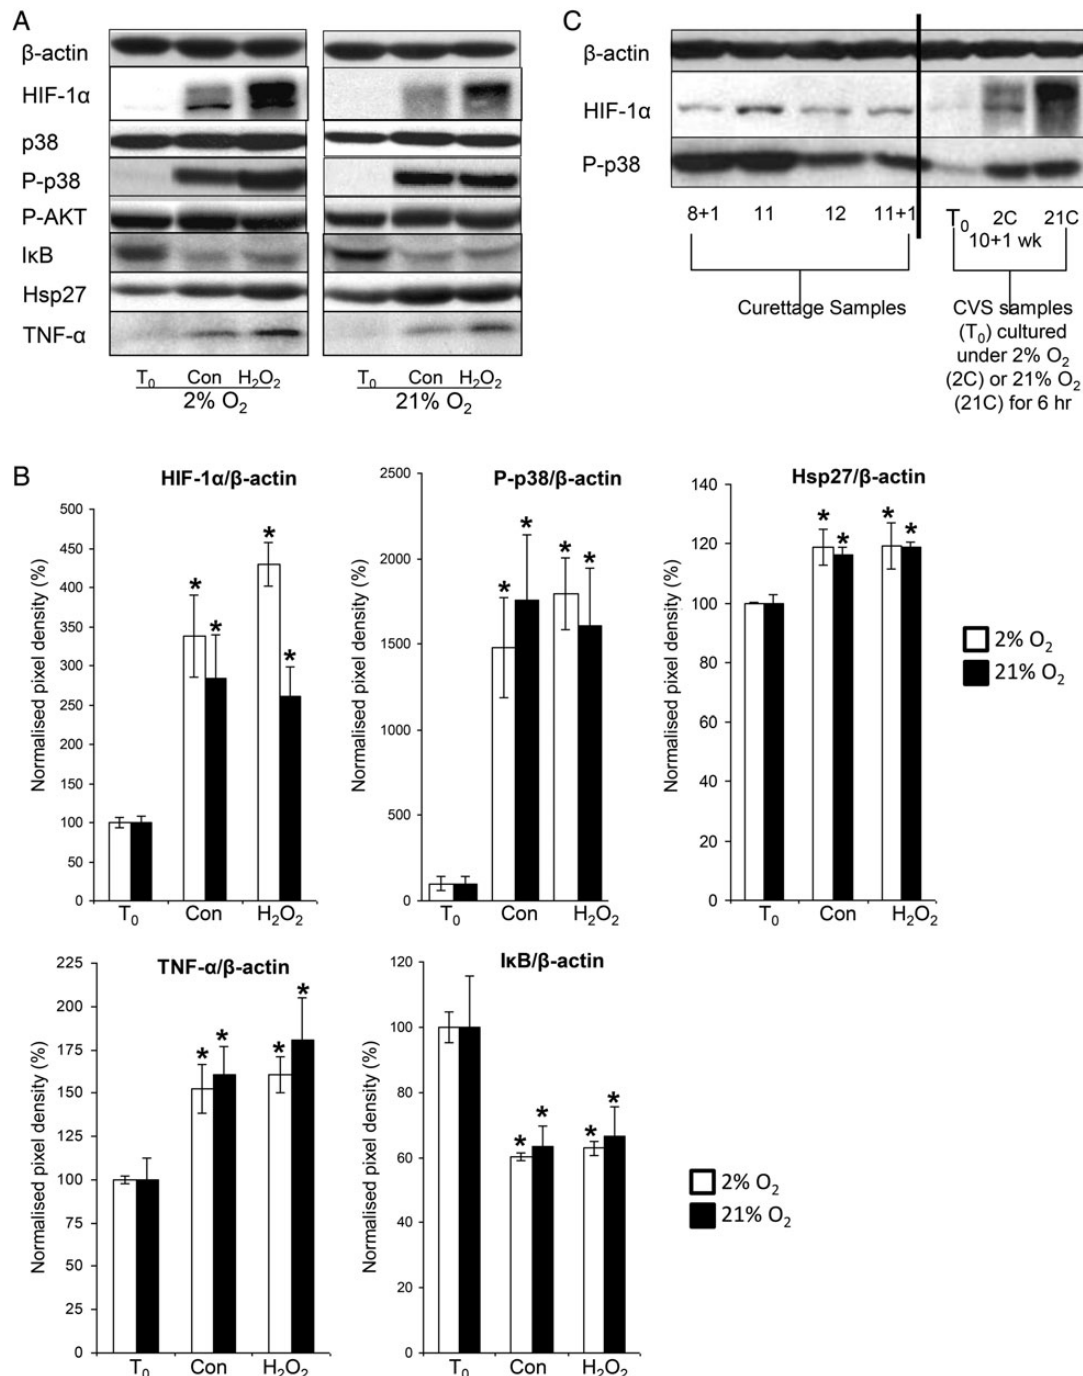 A
β-actin
HIF-1α
p38
P-p38
P-AKT
IκB
Hsp27
TNF-α
T₀ Con H₂O₂
2% O₂
T₀ Con H₂O₂
21% O₂
C
β-actin
HIF-1α
P-p38
8+1 11 12 11+1
T₀ 2C 21C
10+1 wk
Curettage Samples
CVS samples
(T₀) cultured
under 2% O₂
(2C) or 21% O₂
(21C) for 6 hr
B
HIF-1α/β-actin
Normalised pixel density (%)
500
450
400
350
300
250
200
150
100
50
0
* * * *
T₀ Con H₂O₂
P-p38/β-actin
Normalised pixel density (%)
2500
2000
1500
1000
500
0
* * * *
T₀ Con H₂O₂
Hsp27/β-actin
Normalised pixel density (%)
140
120
100
80
60
40
20
0
* * * *
T₀ Con H₂O₂
2% O₂
21% O₂
TNF-α/β-actin
Normalised pixel density (%)
225
200
175
150
125
100
75
50
25
0
* * * *
T₀ Con H₂O₂
IκB/β-actin
Normalised pixel density (%)
120
100
80
60
40
20
0
* * * *
T₀ Con H₂O₂
2% O₂
21% O₂